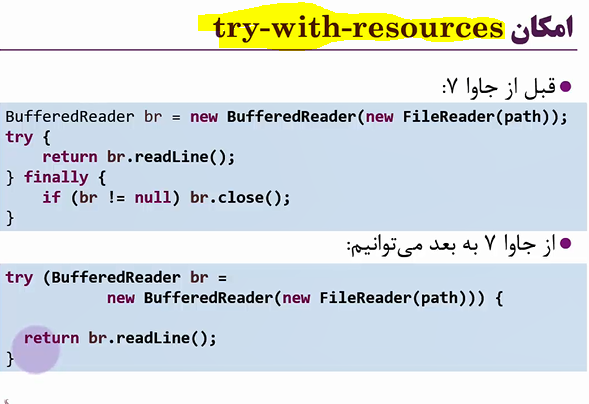 امکان try-with-resources
● قبل از جاوا ۷:
BufferedReader br = new BufferedReader(new FileReader(path));
try {
    return br.readLine();
} finally {
    if (br != null) br.close();
}
● از جاوا ۷ به بعد می‌توانیم:
try (BufferedReader br =
           new BufferedReader(new FileReader(path))) {
  return br.readLine();
}